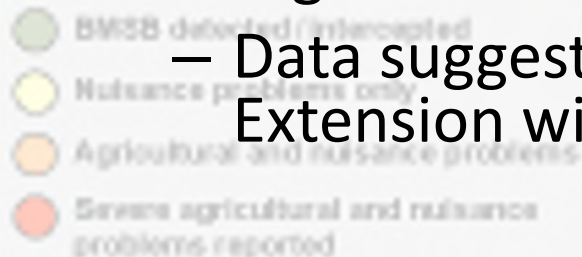 BMSB detected / intercepted
– Data suggest
Nuisance problems only
Extension wi
Agricultural and nuisance problems
Severe agricultural and nuisance
problems reported